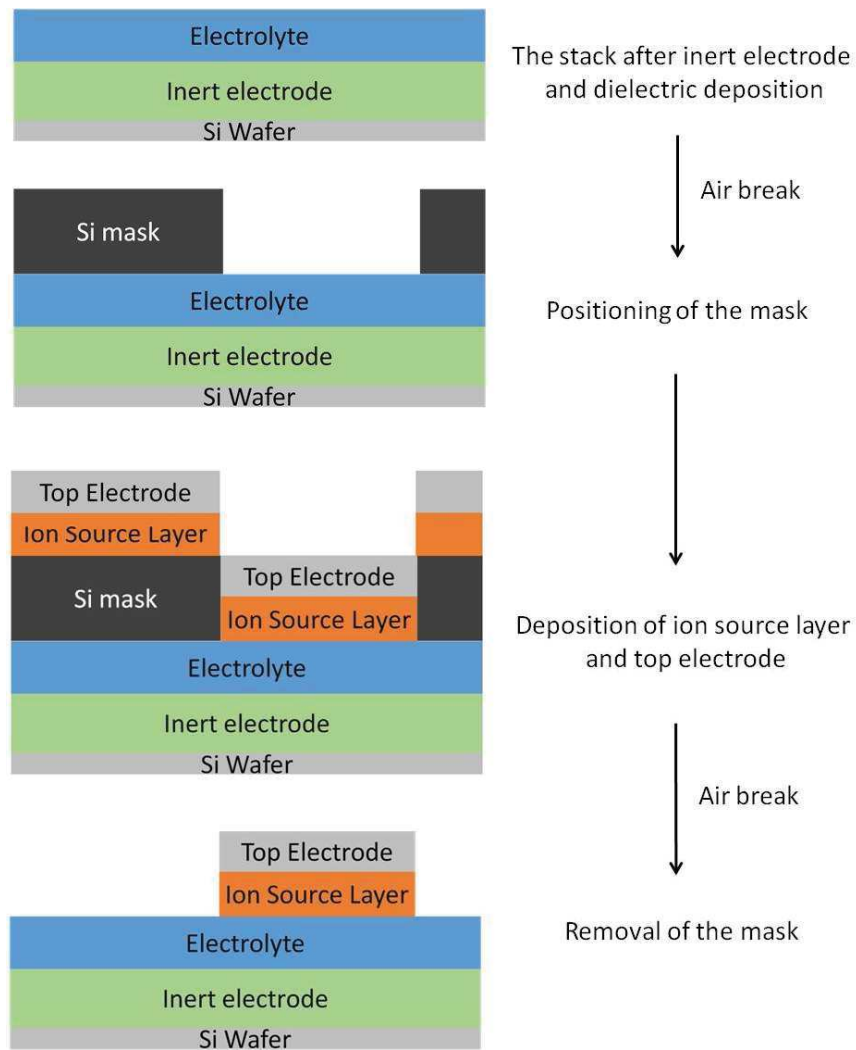 Electrolyte
Inert electrode
Si Wafer
The stack after inert electrode
and dielectric deposition
Air break
Si mask
Electrolyte
Inert electrode
Si Wafer
Positioning of the mask
Top Electrode
Ion Source Layer
Si mask
Top Electrode
Ion Source Layer
Electrolyte
Inert electrode
Si Wafer
Deposition of ion source layer
and top electrode
Air break
Top Electrode
Ion Source Layer
Electrolyte
Inert electrode
Si Wafer
Removal of the mask